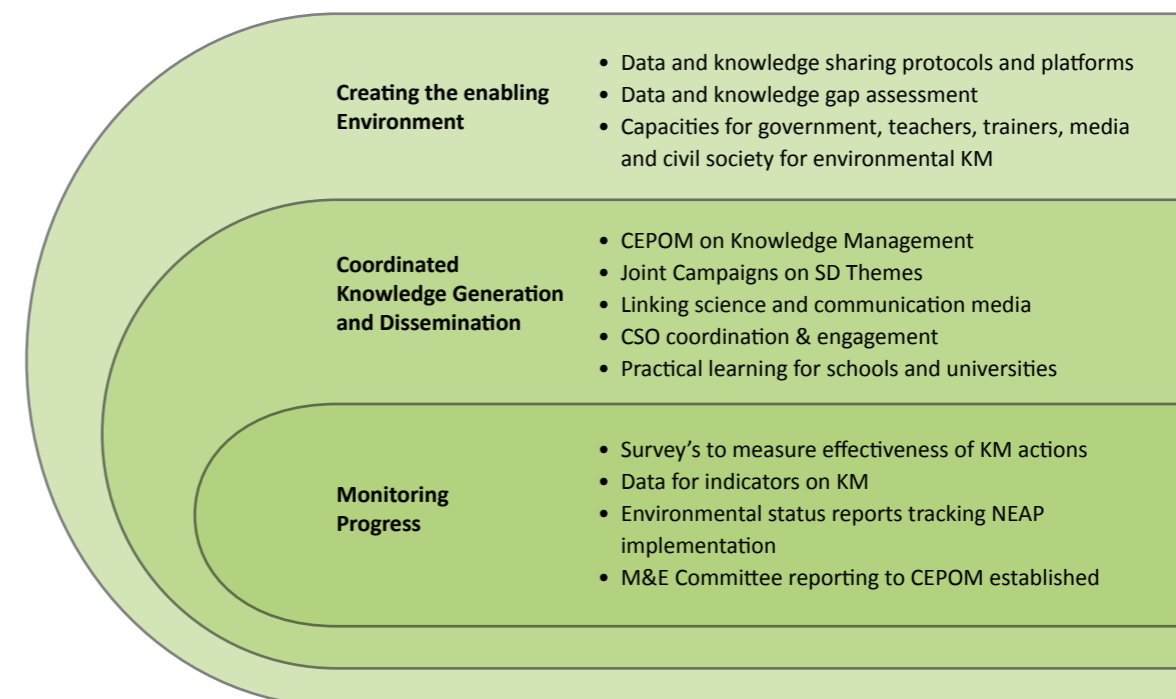 Creating the enabling
Environment
• Data and knowledge sharing protocols and platforms
• Data and knowledge gap assessment
• Capacities for government, teachers, trainers, media
and civil society for environmental KM
Coordinated
Knowledge Generation
and Dissemination
• CEPOM on Knowledge Management
• Joint Campaigns on SD Themes
• Linking science and communication media
• CSO coordination & engagement
• Practical learning for schools and universities
Monitoring
Progress
• Survey's to measure effectiveness of KM actions
• Data for indicators on KM
• Environmental status reports tracking NEAP
implementation
• M&E Committee reporting to CEPOM established